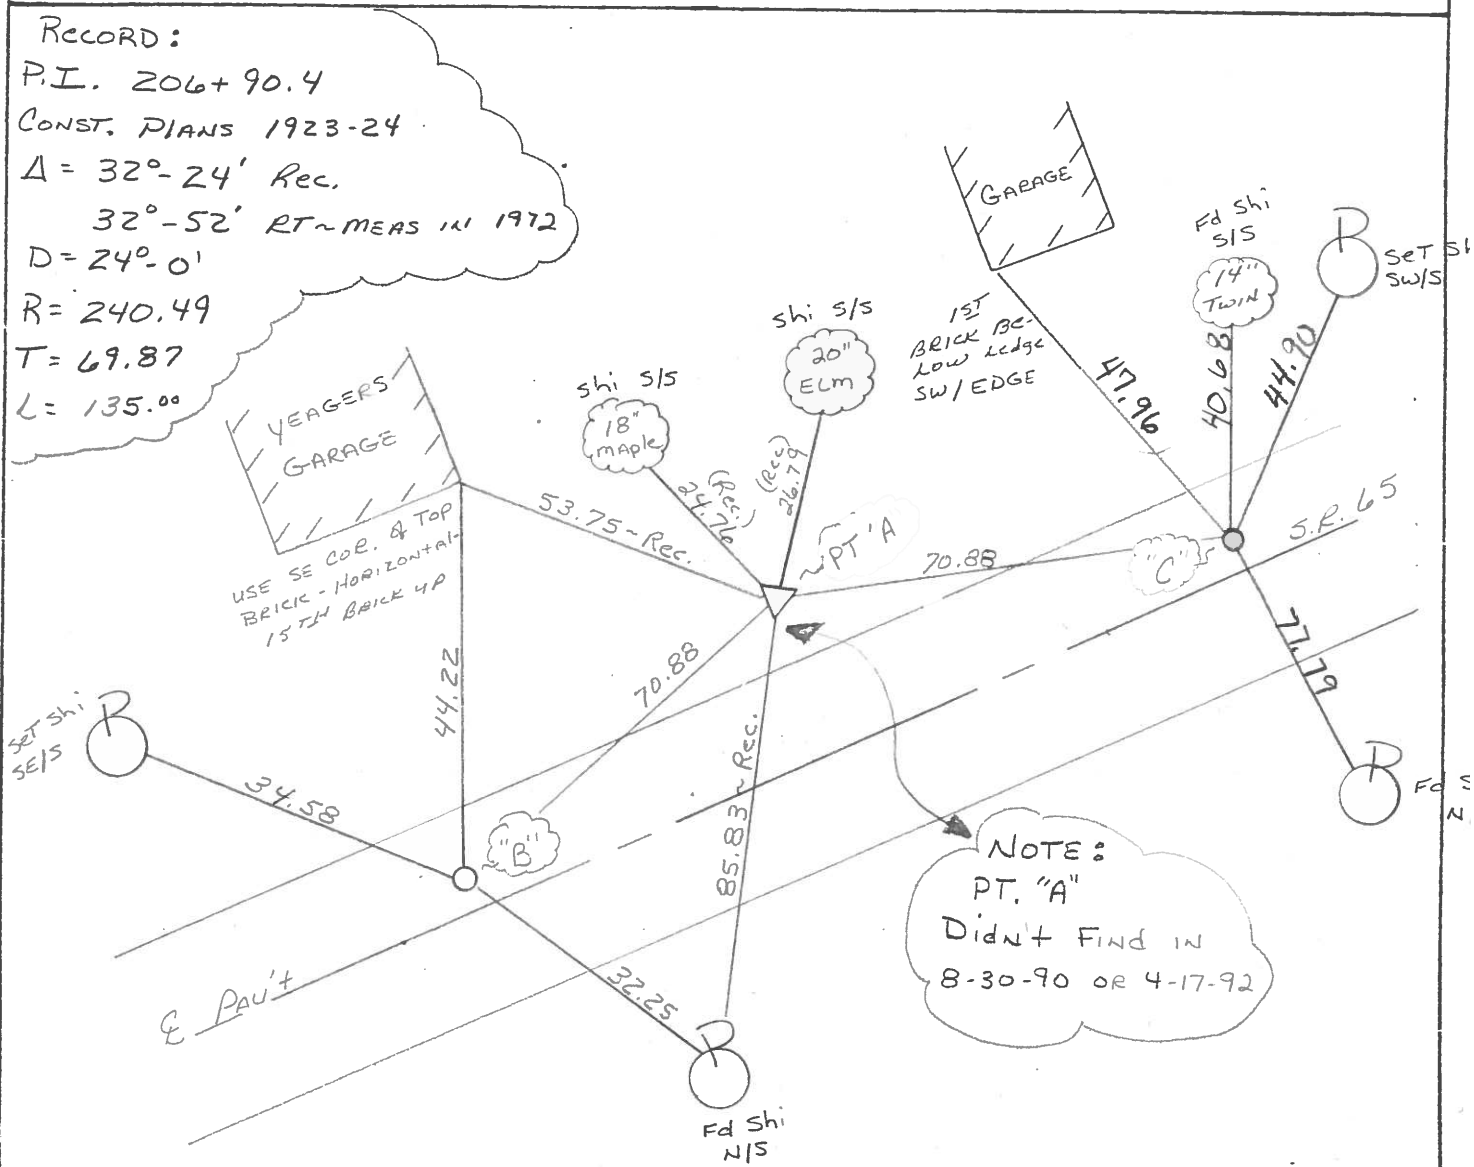 RECORD:
P.I. 206+90.4
CONST. PLANS 1923-24
Δ = 32°-24' Rec.
32°-52' RT~MEAS IN 1972
D = 24°-0'
R = 240.49
T = 69.87
L = 135.00
GARAGE
Fd Shi
S/S
14"
TWIN
SET Sh
SW/S
1ST
BRICK BE-
LOW Ledge
SW/EDGE
47.96
40.68
44.90
Shi S/S
20"
ELM
(Rec)
26.79
Shi S/S
18"
MAPLE
(Rec.)
24.76
YEAGERS
GARAGE
USE SE COR. & TOP
BRICK-HORIZONTAL-
15TH BRICK UP
53.75~Rec.
~PT 'A
70.88
"C"
S.R. 65
77.79
44.22
70.88
85.83~Rec.
SET Shi
SE/S
34.58
"B"
32.25
℄ PAV'T
Fd Shi
N/S
Fd S
N
NOTE:
PT. "A"
Didn't FINd IN
8-30-90 OR 4-17-92